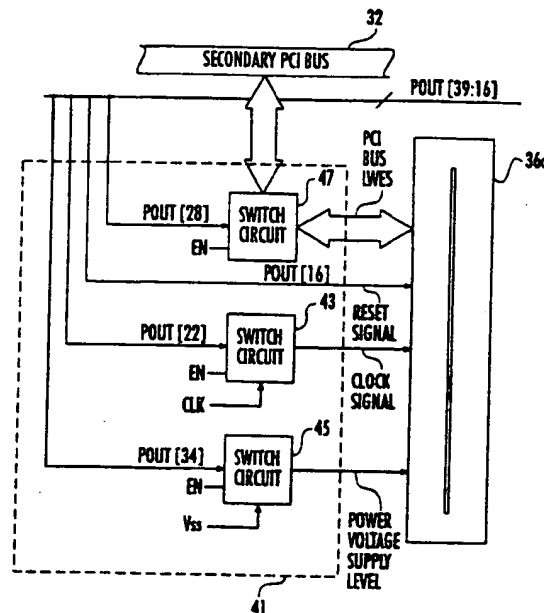 32
SECONDARY PCI BUS
POUT [39:16]
PCI
BUS
LWES
36a
47
POUT [28]
SWITCH
CIRCUIT
EN
POUT [16]
RESET
SIGNAL
43
POUT [22]
SWITCH
CIRCUIT
EN
CLK
CLOCK
SIGNAL
45
POUT [34]
SWITCH
CIRCUIT
EN
Vss
POWER
VOLTAGE
SUPPLY
LEVEL
41